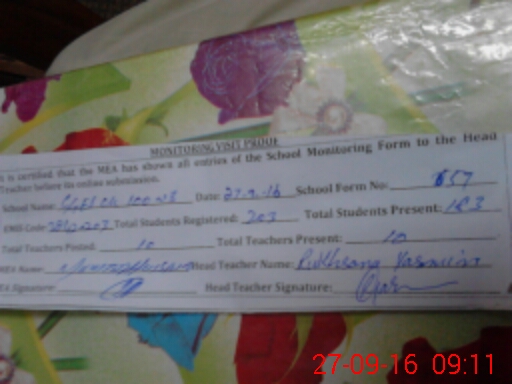 MONITORING VISIT PROOF
It is certified that the MEA has shown all entries of the School Monitoring Form to the Head
Teacher before its online submission.
School Name: Date: 27-9-16 School Form No:
EMIS Code: Total Students Registered: 203 Total Students Present: 183
Total Teachers Posted: 10 Total Teachers Present: 10
MEA Name: Head Teacher Name: Rukhsana Yasmin
MEA Signature: Head Teacher Signature:
27-09-16 09:11